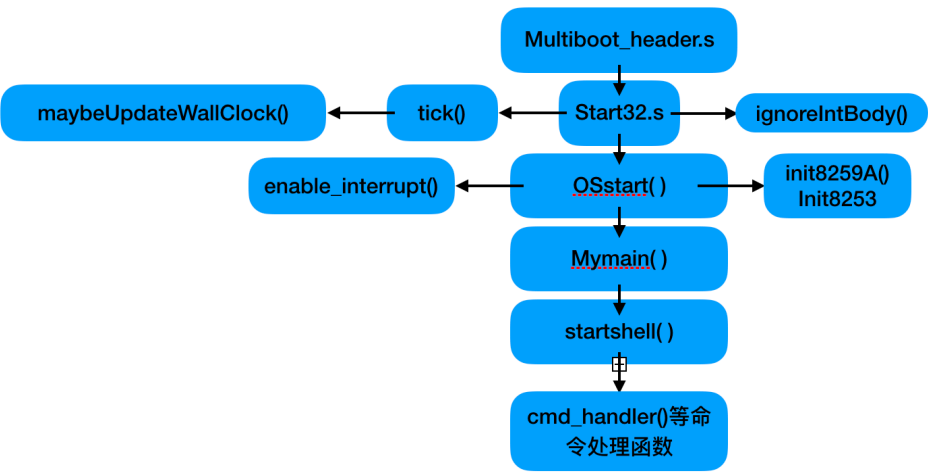 Multiboot_header.s
maybeUpdateWallClock()
tick()
Start32.s
ignoreIntBody()
enable_interrupt()
OSstart( )
init8259A()
Init8253
Mymain( )
startshell( )
cmd_handler()等命
令处理函数